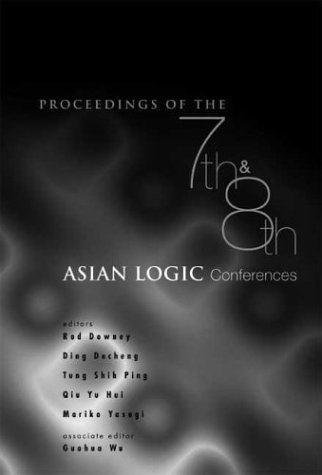 PROCEEDINGS OF THE
7th &
8th
ASIAN LOGIC Conferences
editors
Rod Downey
Ding Decheng
Tung Shih Ping
Qiu Yu Hui
Mariko Yasugi
associate editor
Guohua Wu